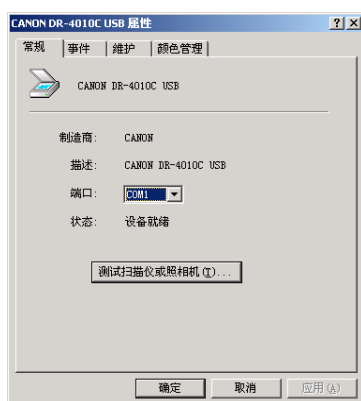 CANON DR-4010C USB 属性
常规 事件 维护 颜色管理
CANON DR-4010C USB
制造商: CANON
描述: CANON DR-4010C USB
端口: COM1
状态: 设备就绪
测试扫描仪或照相机(T)...
确定 取消 应用(A)